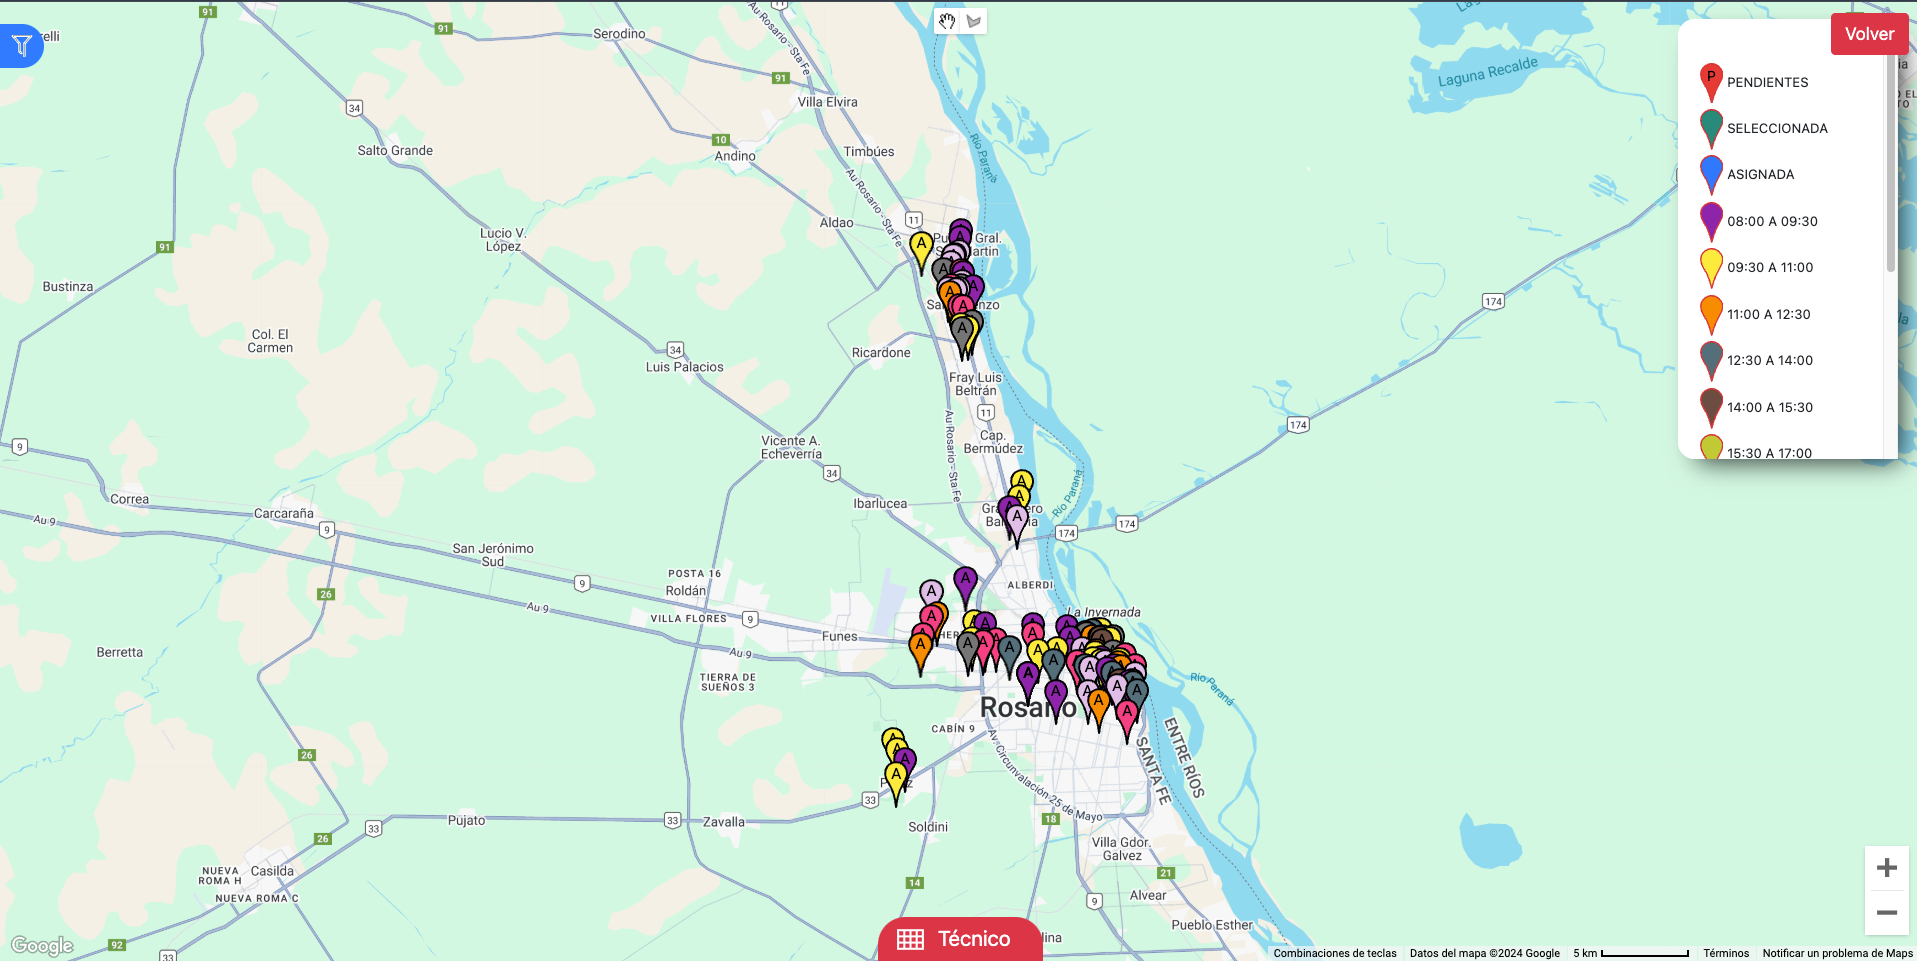 91
91
Serodino
Au Rosario - Sta Fe
11
Volver
elli
91
Villa Elvira
34
Laguna Recalde
P
PENDIENTES
SELECCIONADA
ASIGNADA
08:00 A 09:30
09:30 A 11:00
11:00 A 12:30
12:30 A 14:00
14:00 A 15:30
15:30 A 17:00
10
Andino
Salto Grande
Timbúes
Río Paraná
Au Rosario - Sta Fe
Aldao
11
Lucio V.
López
91
Bustinza
174
Col. El
Carmen
34
Luis Palacios
Ricardone
Fray Luis
Beltrán
11
174
Au Rosario - Sta Fe
Cap.
Bermúdez
Vicente A.
Echeverría
9
34
Río Paraná
Correa
Carcaraña
Ibarlucea
Au 9
9
174
174
San Jerónimo
Sud
POSTA 16
Roldán
9
26
Au 9
ALBERDI
VILLA FLORES
9
La Invernada
Funes
Berretta
TIERRA DE
SUEÑOS 3
Río Paraná
Rosario
CABÍN 9
ENTRE RÍOS
SANTA FE
26
Av. Circunvalación 25 de Mayo
33
Pujato
33
Zavalla
33
Soldini
18
26
Villa Gdor.
Galvez
NUEVA
ROMA H
Casilda
NUEVA ROMA C
14
21
Alvear
9
Pueblo Esther
Técnico
lina
Google
92
33
Combinaciones de teclas
Datos del mapa ©2024 Google
5 km
Términos
Notificar un problema de Maps